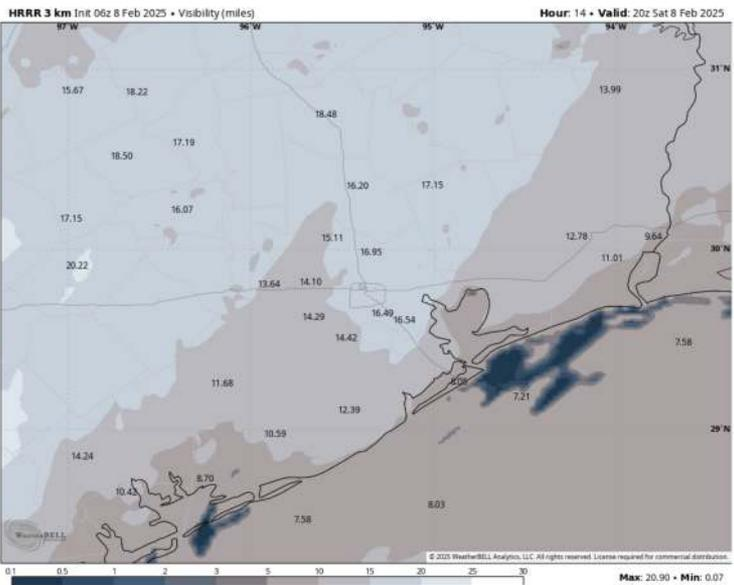 HRRR 3 km Init 06z 8 Feb 2025 • Visibility (miles)
Hour: 14 • Valid: 20z Sat 8 Feb 2025
97°W 96°W 95°W 94°W
31°N
15.67 18.22 13.99
18.48
17.19
18.50
16.20 17.15
16.07
17.15
15.11 12.78 9.64
16.95 30°N
20.22 11.01
13.64 14.10
14.29 16.49 16.54
14.42 7.58
11.68 8.05
7.21
12.39
10.59 29°N
14.24
8.70
10.42
8.03
7.58
WeatherBELL
© 2025 WeatherBELL Analytics, LLC. All rights reserved. License required for commercial distribution.
0.1 0.5 1 2 3 5 10 15 20 25 30
Max: 20.90 • Min: 0.07